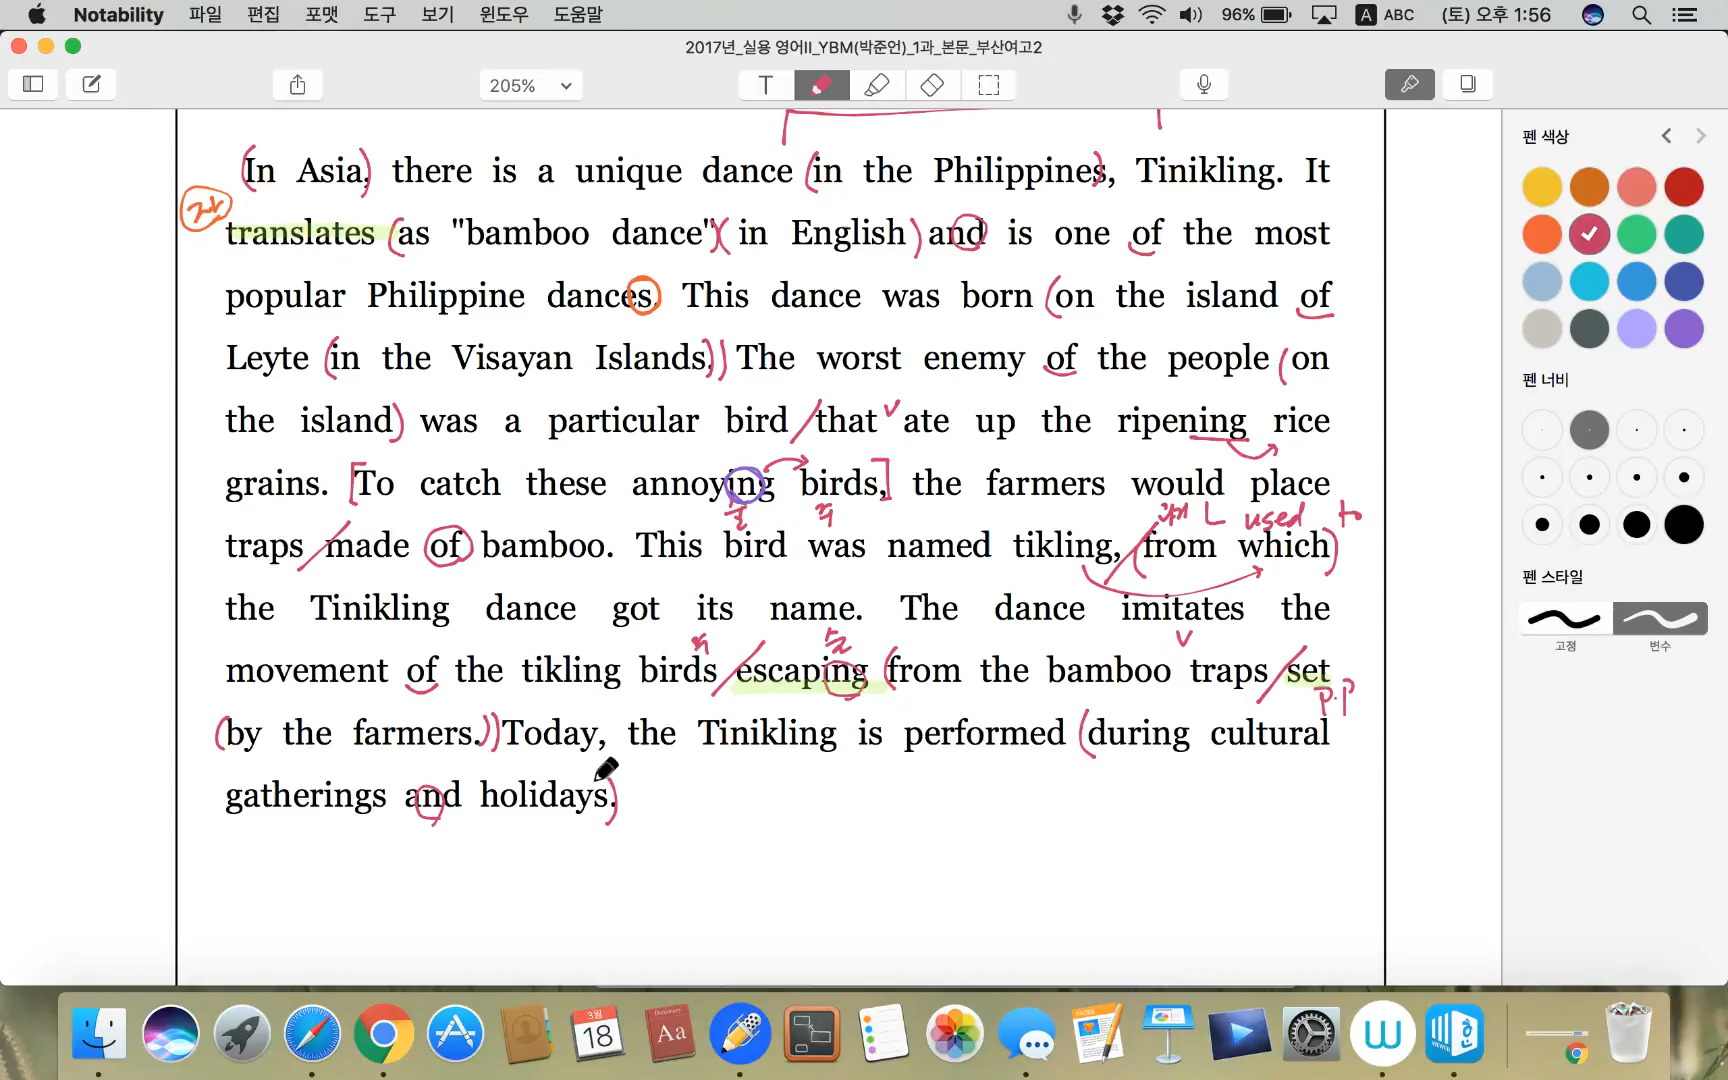 Notability 파일 편집 포맷 도구 보기 윈도우 도움말 96% A ABC (토) 오후 1:56
2017년_실용 영어II_YBM(박준언)_1과_본문_부산여고2
205% T
In Asia, there is a unique dance in the Philippines, Tinikling. It
translates as "bamboo dance" in English and is one of the most
popular Philippine dances. This dance was born on the island of
Leyte in the Visayan Islands. The worst enemy of the people on
the island was a particular bird that ate up the ripening rice
grains. To catch these annoying birds, the farmers would place
used to
traps made of bamboo. This bird was named tikling, from which
the Tinikling dance got its name. The dance imitates the
movement of the tikling birds escaping from the bamboo traps set
p.p
by the farmers. Today, the Tinikling is performed during cultural
gatherings and holidays.
펜 색상
펜 너비
펜 스타일
고정 변수
3월
18
Aa
W